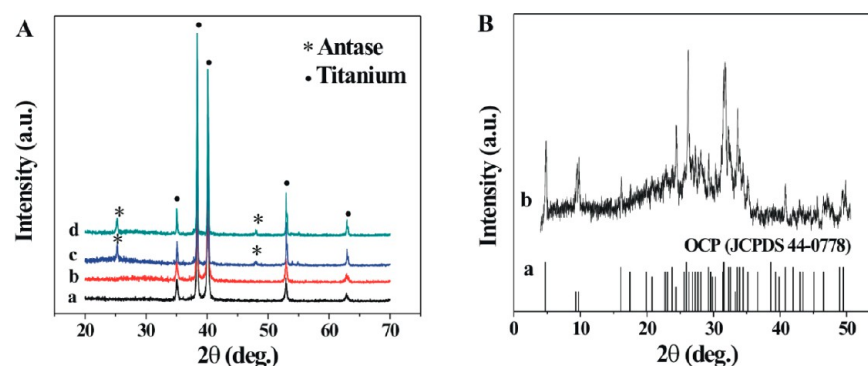 A
* Antase
• Titanium
Intensity (a.u.)
d
c
b
a
20 30 40 50 60 70
2θ (deg.)
B
Intensity (a.u.)
b
OCP (JCPDS 44-0778)
a
0 10 20 30 40 50
2θ (deg.)